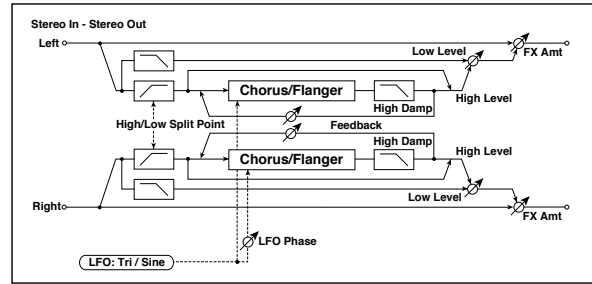 Stereo In - Stereo Out
Left
Low Level
FX Amt
Chorus/Flanger
High Damp
High Level
High/Low Split Point
Feedback
High Damp
High Level
Chorus/Flanger
Low Level
Right
FX Amt
LFO Phase
LFO: Tri / Sine